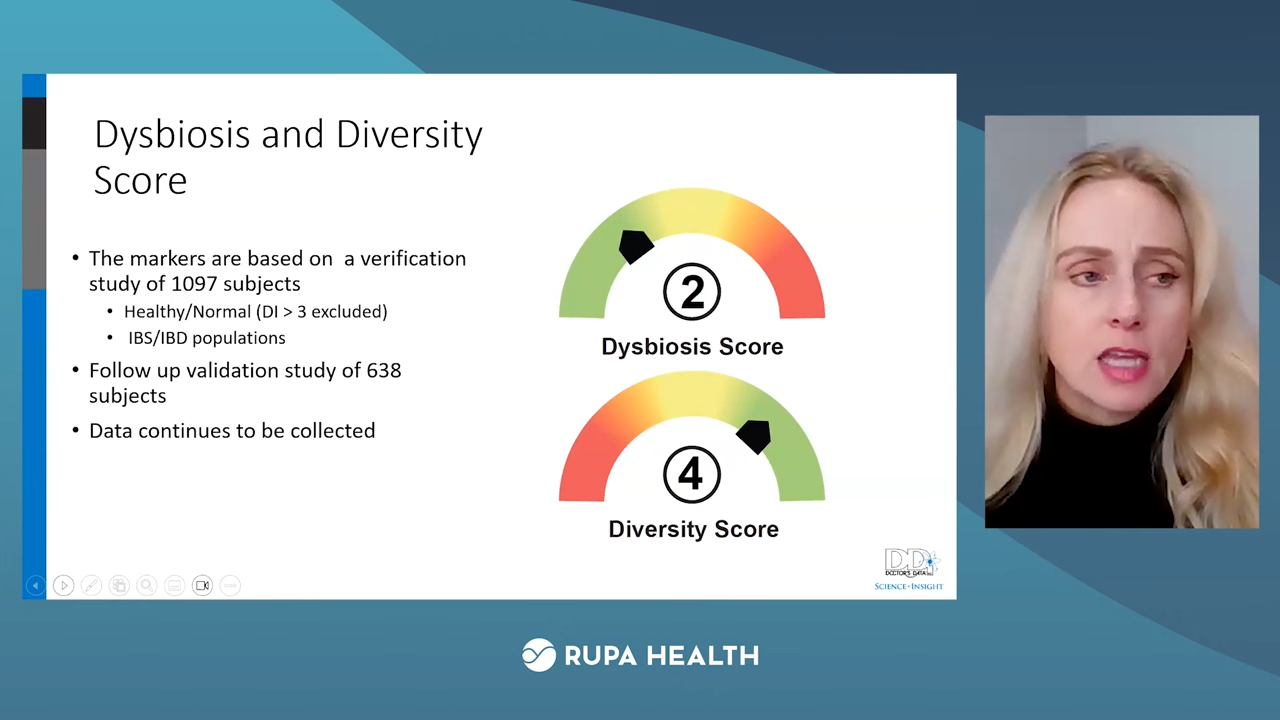 Dysbiosis and Diversity
Score
• The markers are based on a verification
study of 1097 subjects
• Healthy/Normal (DI > 3 excluded)
• IBS/IBD populations
• Follow up validation study of 638
subjects
• Data continues to be collected
2
Dysbiosis Score
4
Diversity Score
DDI
DOCTOR'S DATA INC
SCIENCE + INSIGHT
RUPA HEALTH